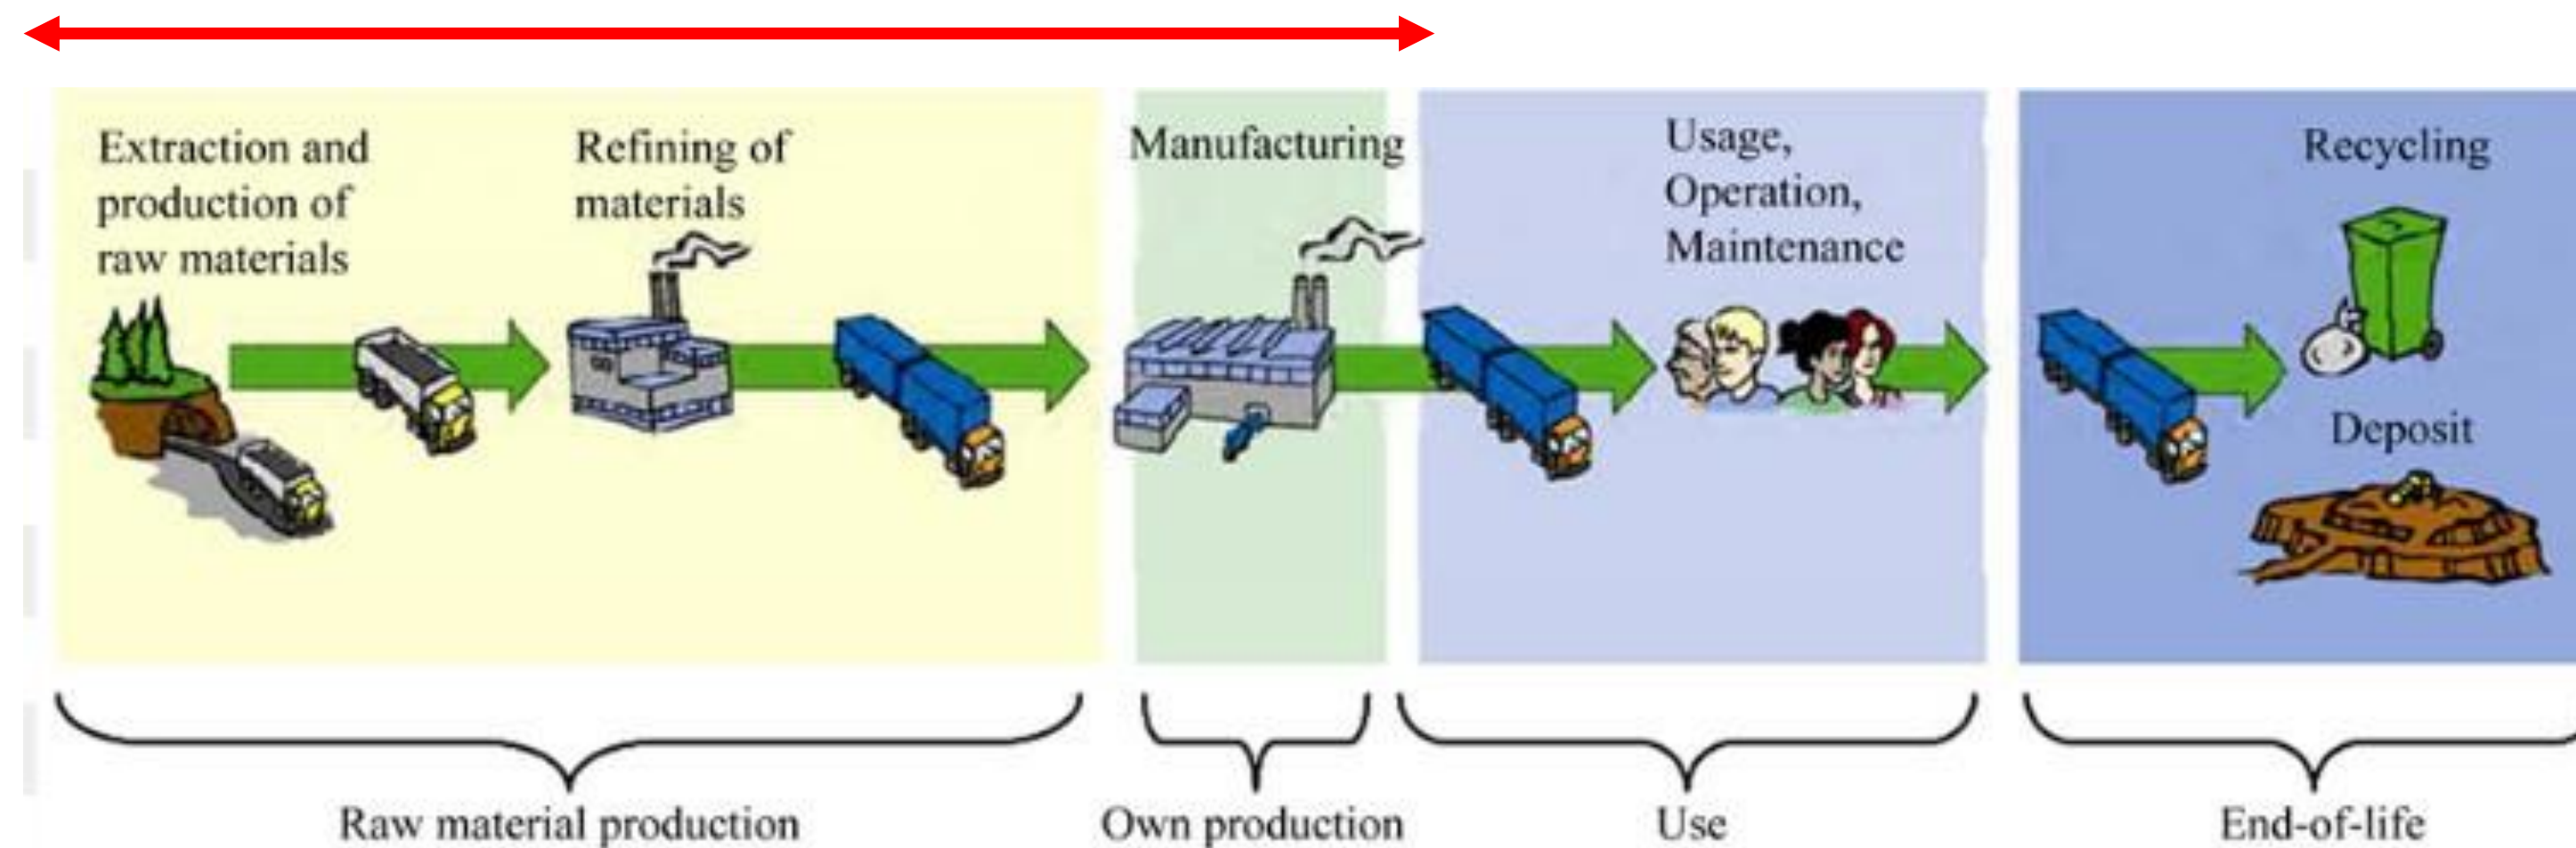 Extraction and
production of
raw materials
Refining of
materials
Manufacturing
Usage,
Operation,
Maintenance
Recycling
Deposit
Raw material production
Own production
Use
End-of-life